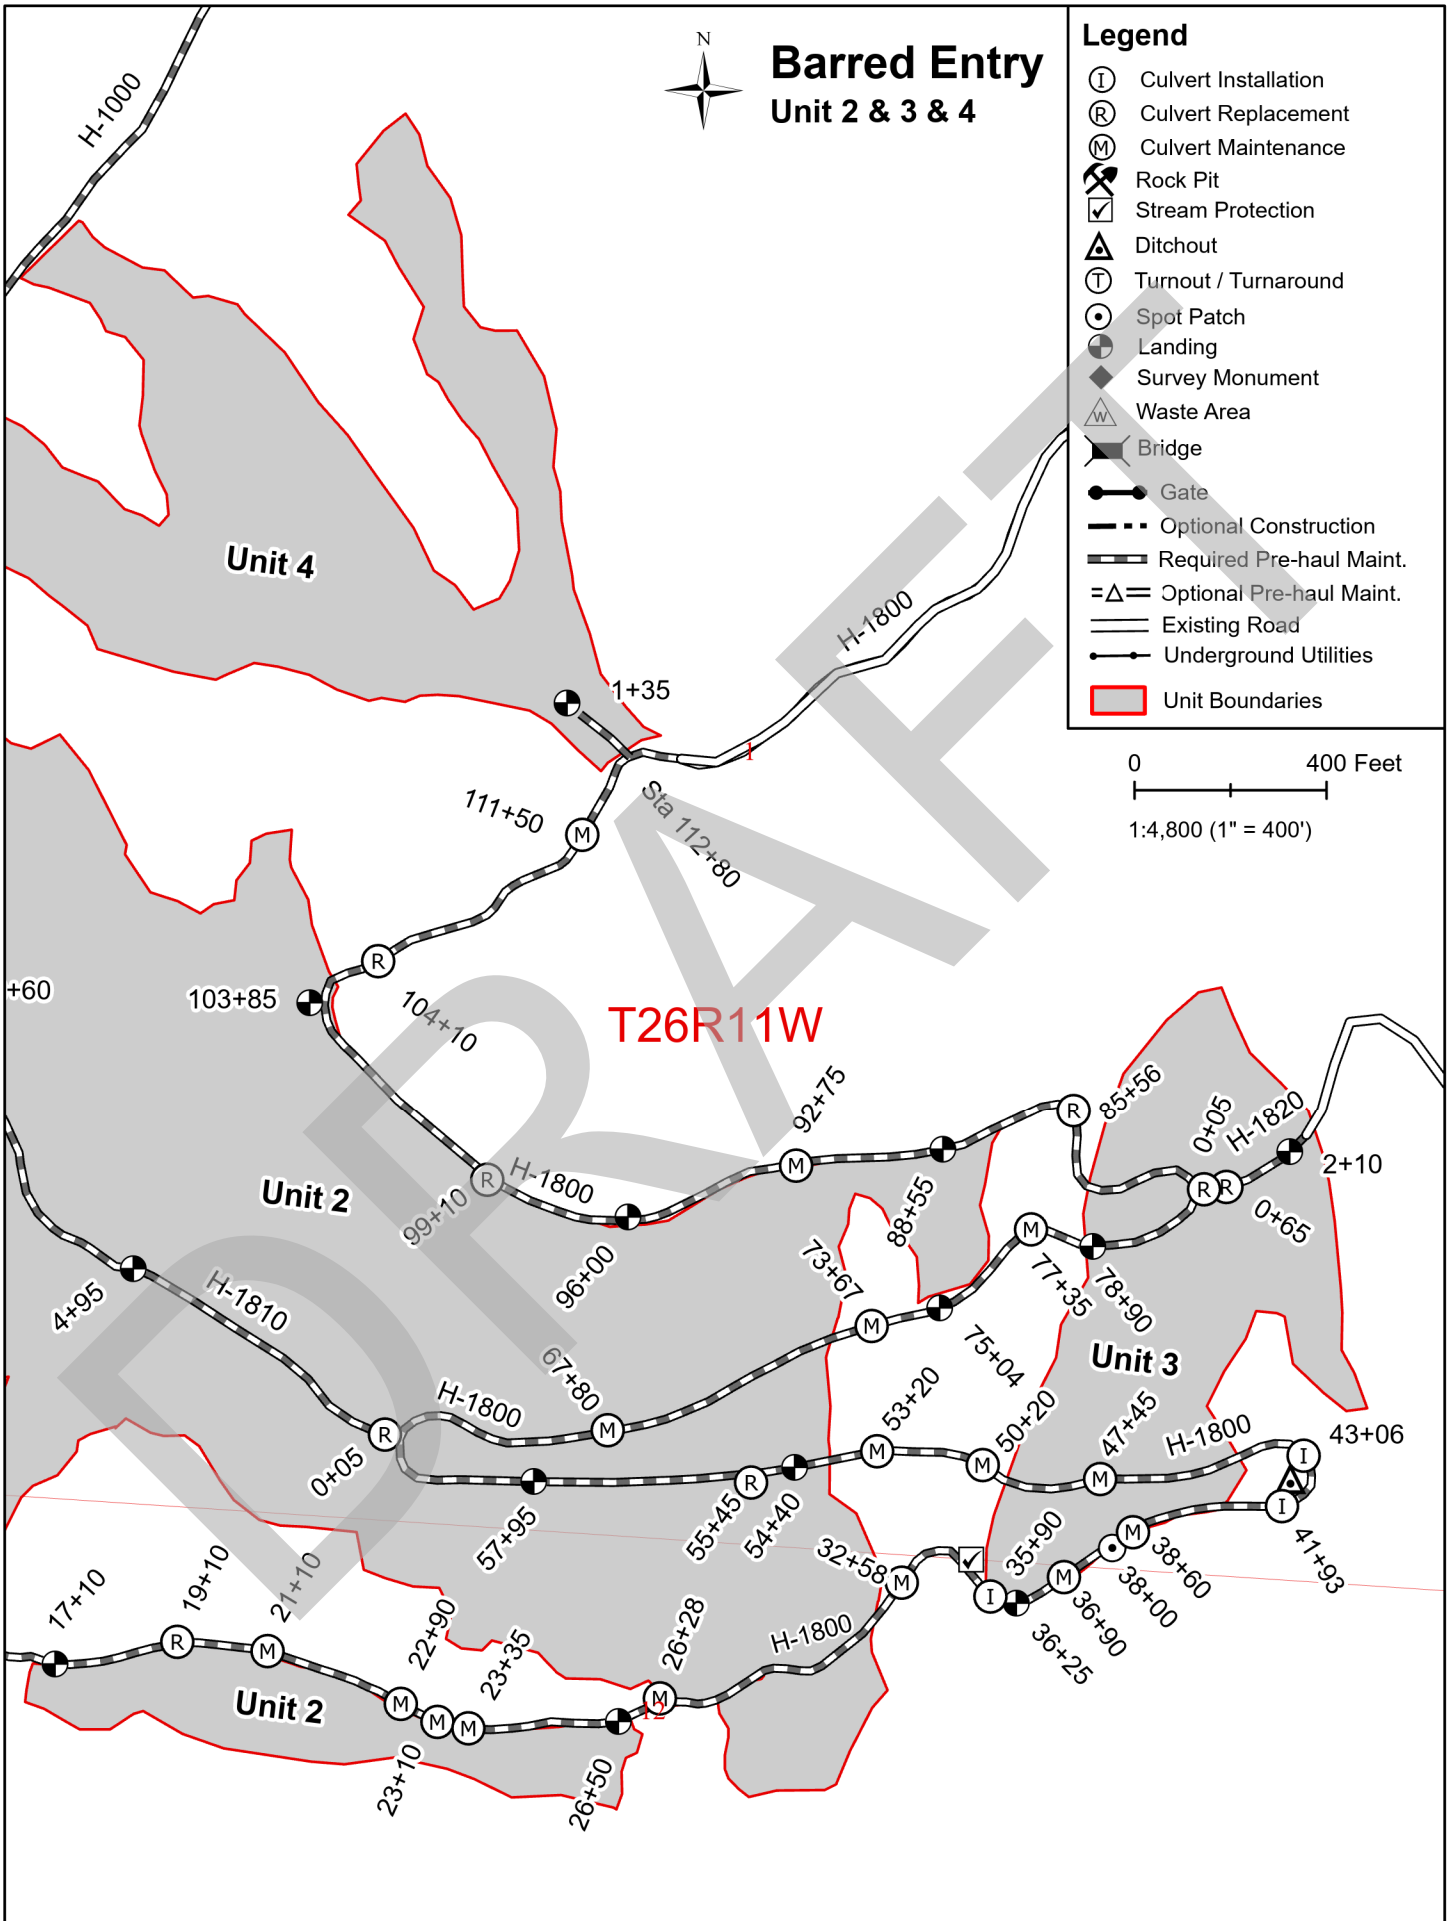 H-1000
N
Barred Entry
Unit 2 & 3 & 4
Legend
I Culvert Installation
R Culvert Replacement
M Culvert Maintenance
Rock Pit
Stream Protection
Ditchout
T Turnout / Turnaround
Spot Patch
Landing
Survey Monument
W Waste Area
Bridge
Gate
Optional Construction
Required Pre-haul Maint.
Optional Pre-haul Maint.
Existing Road
Underground Utilities
Unit Boundaries
0 400 Feet
1:4,800 (1" = 400')
Unit 4
H-1800
1+35
1
111+50
M
Sta 112+80
R
+60
103+85
104+10
T26R11W
92+75
R
85+56
0+05
H-1820
2+10
M
R
H-1800
R R
0+65
Unit 2
99+10
96+00
88+55
73+67
M
77+35
78+90
4+95
H-1810
M
75+04
Unit 3
67+80
H-1800
M
R
0+05
53+20
50+20
47+45
H-1800
43+06
M
M
M
I
57+95
R
55+45
54+40
I
41+93
32+58
M
35+90
I
M
M
38+60
38+00
36+90
36+25
17+10
19+10
21+10
R
M
22+90
23+35
26+28
H-1800
M
12
Unit 2
M
M
M
23+10
26+50
DRAFT